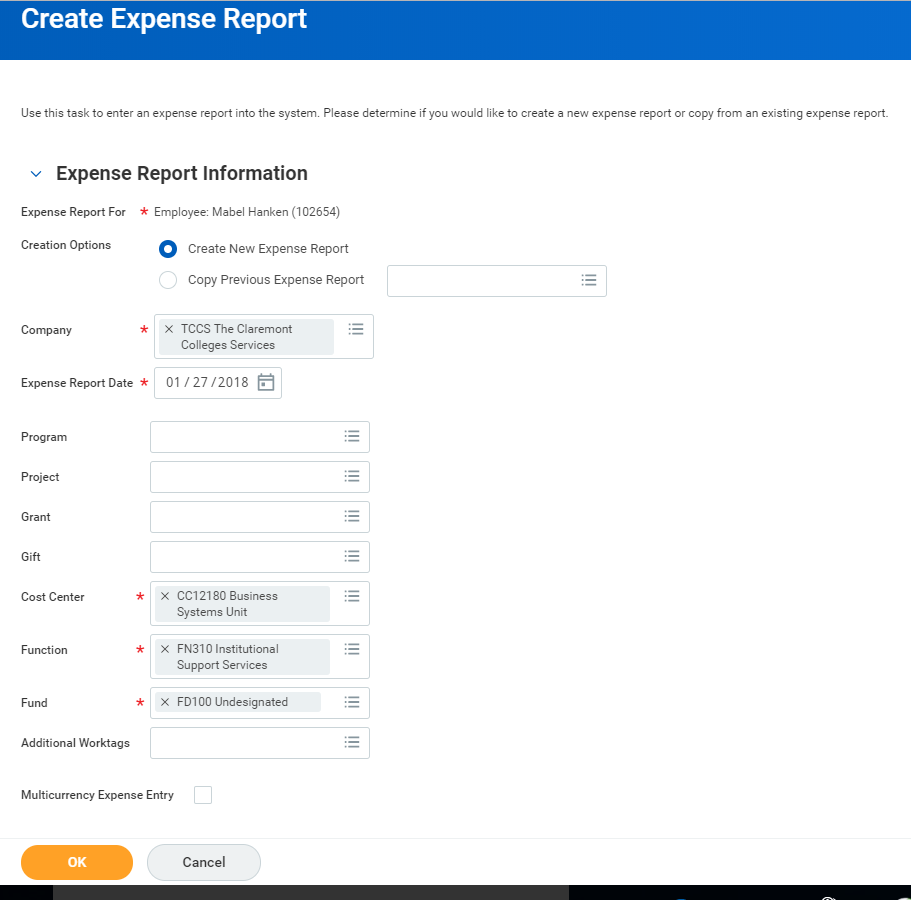 Create Expense Report
Use this task to enter an expense report into the system. Please determine if you would like to create a new expense report or copy from an existing expense report.
Expense Report Information
Expense Report For * Employee: Mabel Hanken (102654)
Creation Options
Create New Expense Report
Copy Previous Expense Report
Company * × TCCS The Claremont
Colleges Services
Expense Report Date * 01 / 27 / 2018
Program
Project
Grant
Gift
Cost Center * × CC12180 Business
Systems Unit
Function * × FN310 Institutional
Support Services
Fund * × FD100 Undesignated
Additional Worktags
Multicurrency Expense Entry
OK Cancel